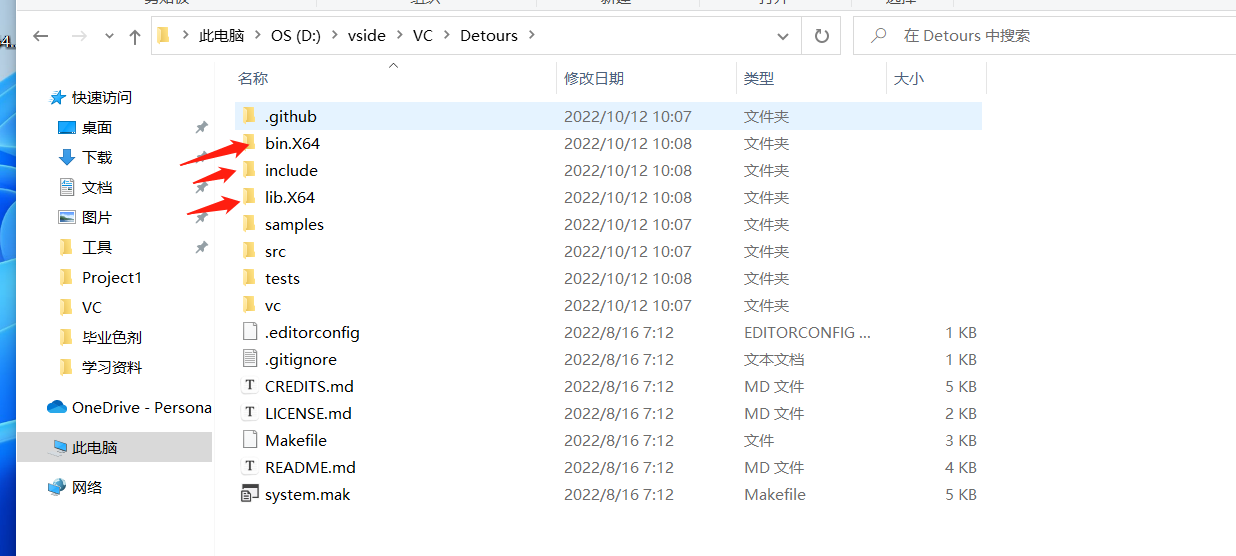 此电脑 OS (D:) vside VC Detours 在 Detours 中搜索
名称 修改日期 类型 大小
快速访问
桌面
下载
文档
图片
工具
Project1
VC
毕业色剂
学习资料
OneDrive - Persona
此电脑
网络
.github 2022/10/12 10:07 文件夹
bin.X64 2022/10/12 10:08 文件夹
include 2022/10/12 10:08 文件夹
lib.X64 2022/10/12 10:08 文件夹
samples 2022/10/12 10:07 文件夹
src 2022/10/12 10:07 文件夹
tests 2022/10/12 10:08 文件夹
vc 2022/10/12 10:07 文件夹
.editorconfig 2022/8/16 7:12 EDITORCONFIG ... 1 KB
.gitignore 2022/8/16 7:12 文本文档 1 KB
CREDITS.md 2022/8/16 7:12 MD 文件 5 KB
LICENSE.md 2022/8/16 7:12 MD 文件 2 KB
Makefile 2022/8/16 7:12 文件 3 KB
README.md 2022/8/16 7:12 MD 文件 4 KB
system.mak 2022/8/16 7:12 Makefile 5 KB